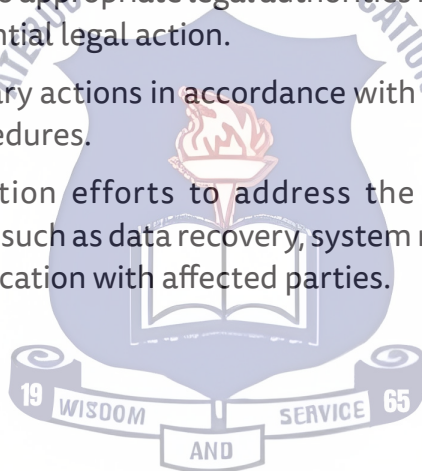 appropriate legal authorities
ntial legal action.
ary actions in accordance with
edures.
tion efforts to address the
such as data recovery, system
cation with affected parties.
19 WISDOM AND SERVICE 65